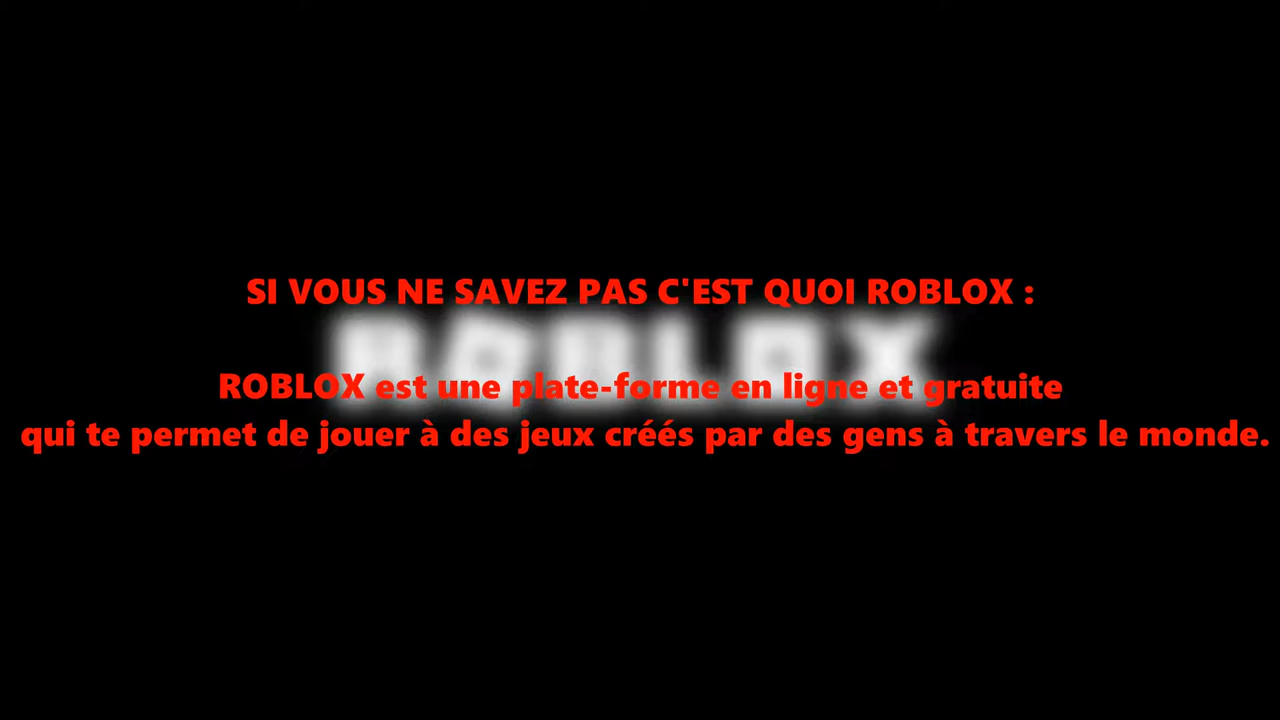 SI VOUS NE SAVEZ PAS C'EST QUOI ROBLOX :
ROBLOX
ROBLOX est une plate-forme en ligne et gratuite
qui te permet de jouer à des jeux créés par des gens à travers le monde.